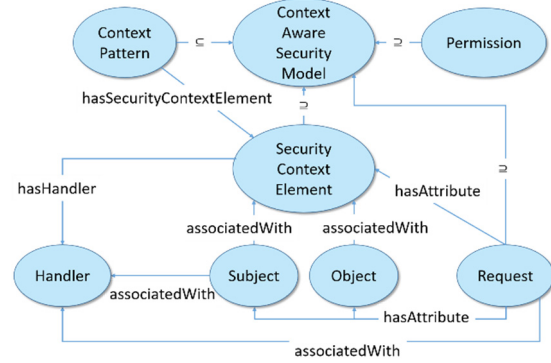 Context
Pattern
⊆
Context
Aware
Security
Model
⊇
Permission
hasSecurityContextElement
⊇
Security
Context
Element
⊇
hasHandler
hasAttribute
associatedWith
associatedWith
Handler
Subject
Object
Request
associatedWith
hasAttribute
associatedWith